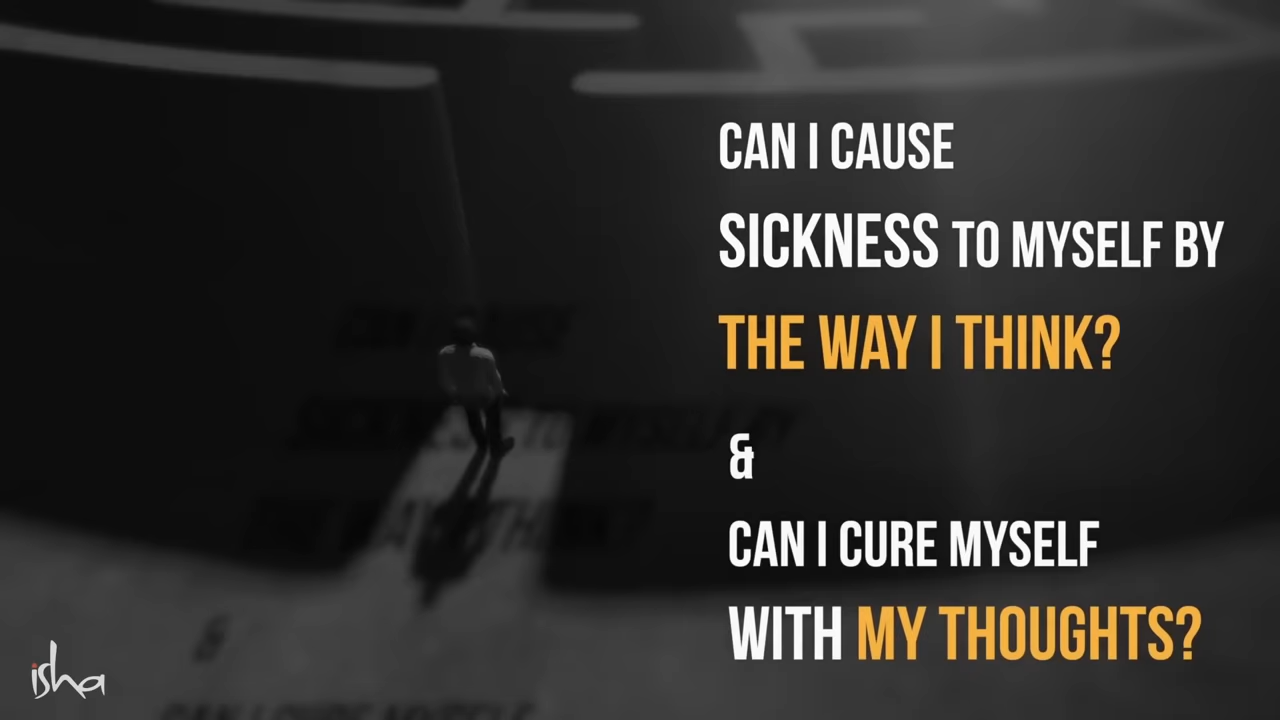 CAN I CAUSE
SICKNESS TO MYSELF BY
THE WAY I THINK?
&
CAN I CURE MYSELF
WITH MY THOUGHTS?
isha